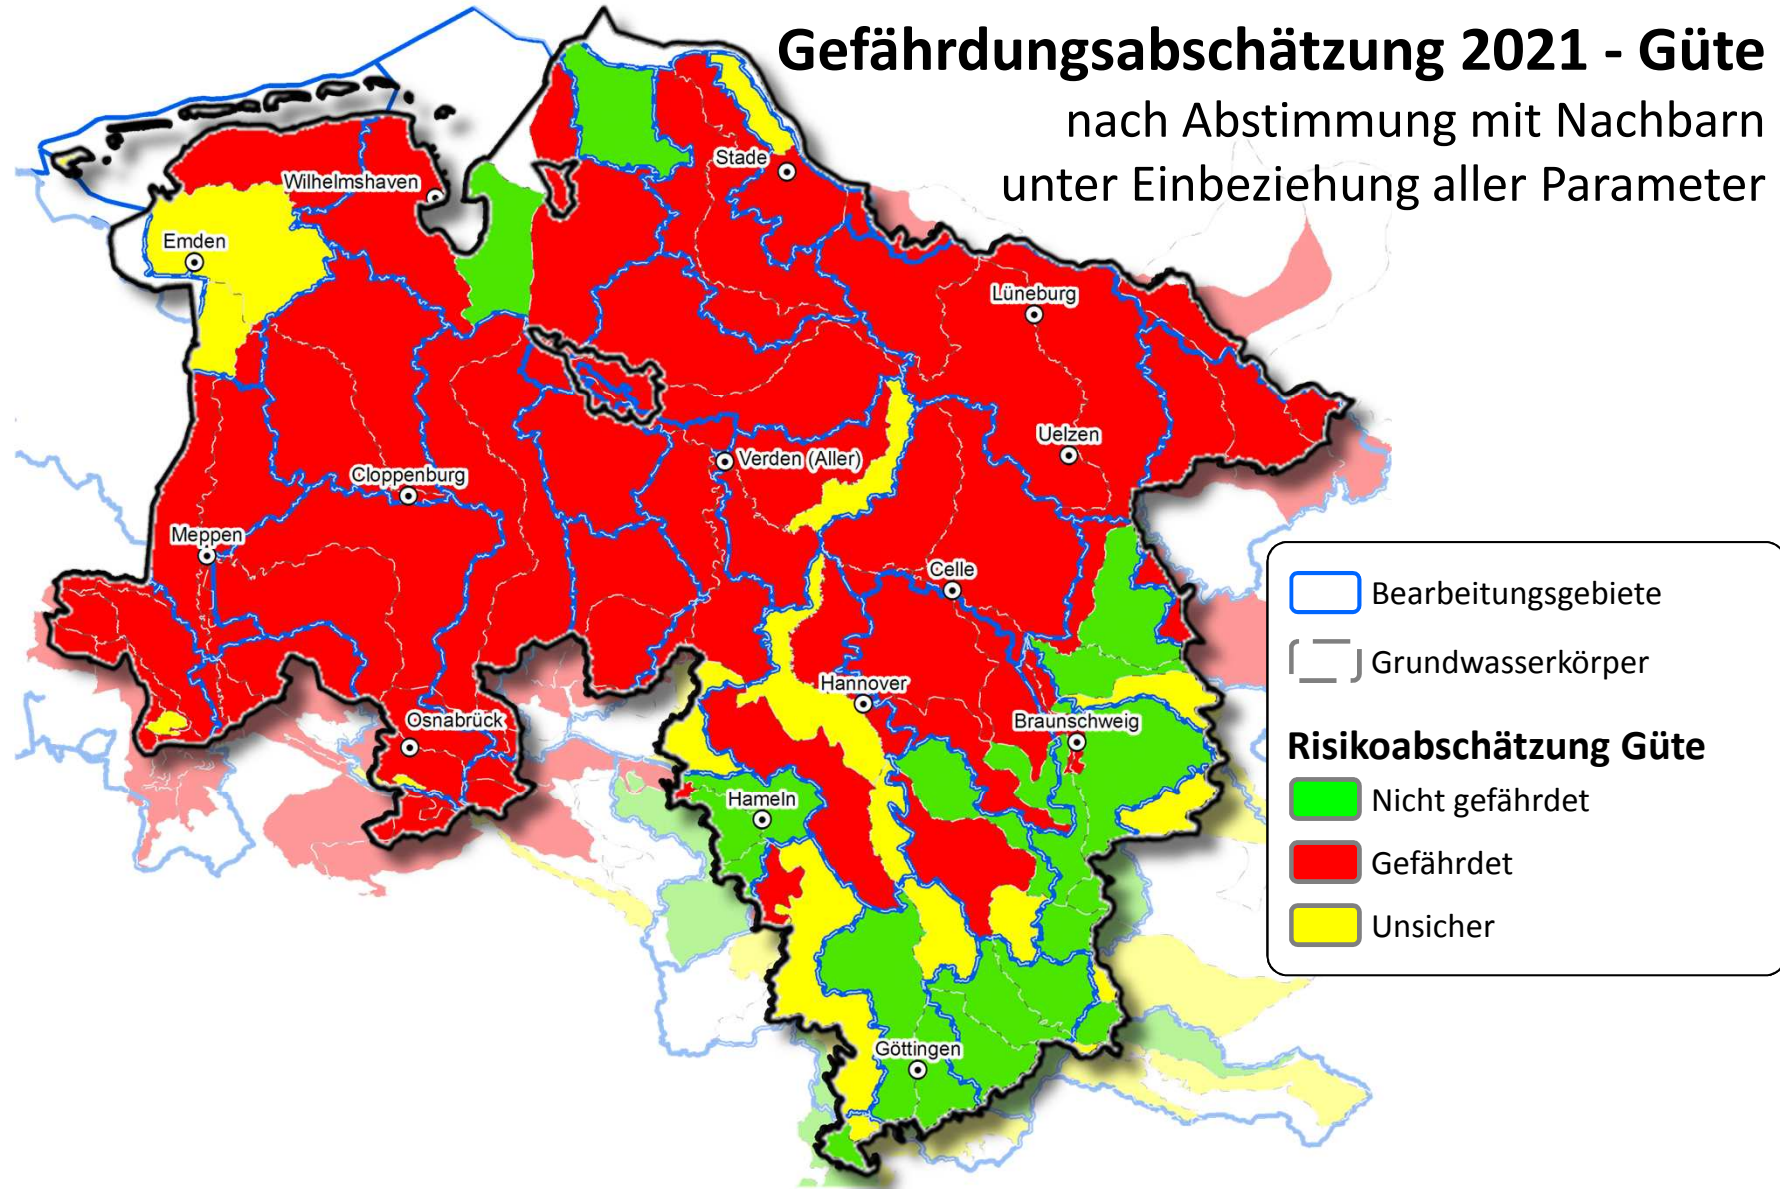 Gefährdungsabschätzung 2021 - Güte
nach Abstimmung mit Nachbarn
unter Einbeziehung aller Parameter
Stade
Wilhelmshaven
Emden
Lüneburg
Uelzen
Verden (Aller)
Cloppenburg
Meppen
Celle
Hannover
Osnabrück
Braunschweig
Hameln
Göttingen
Bearbeitungsgebiete
Grundwasserkörper
Risikoabschätzung Güte
Nicht gefährdet
Gefährdet
Unsicher